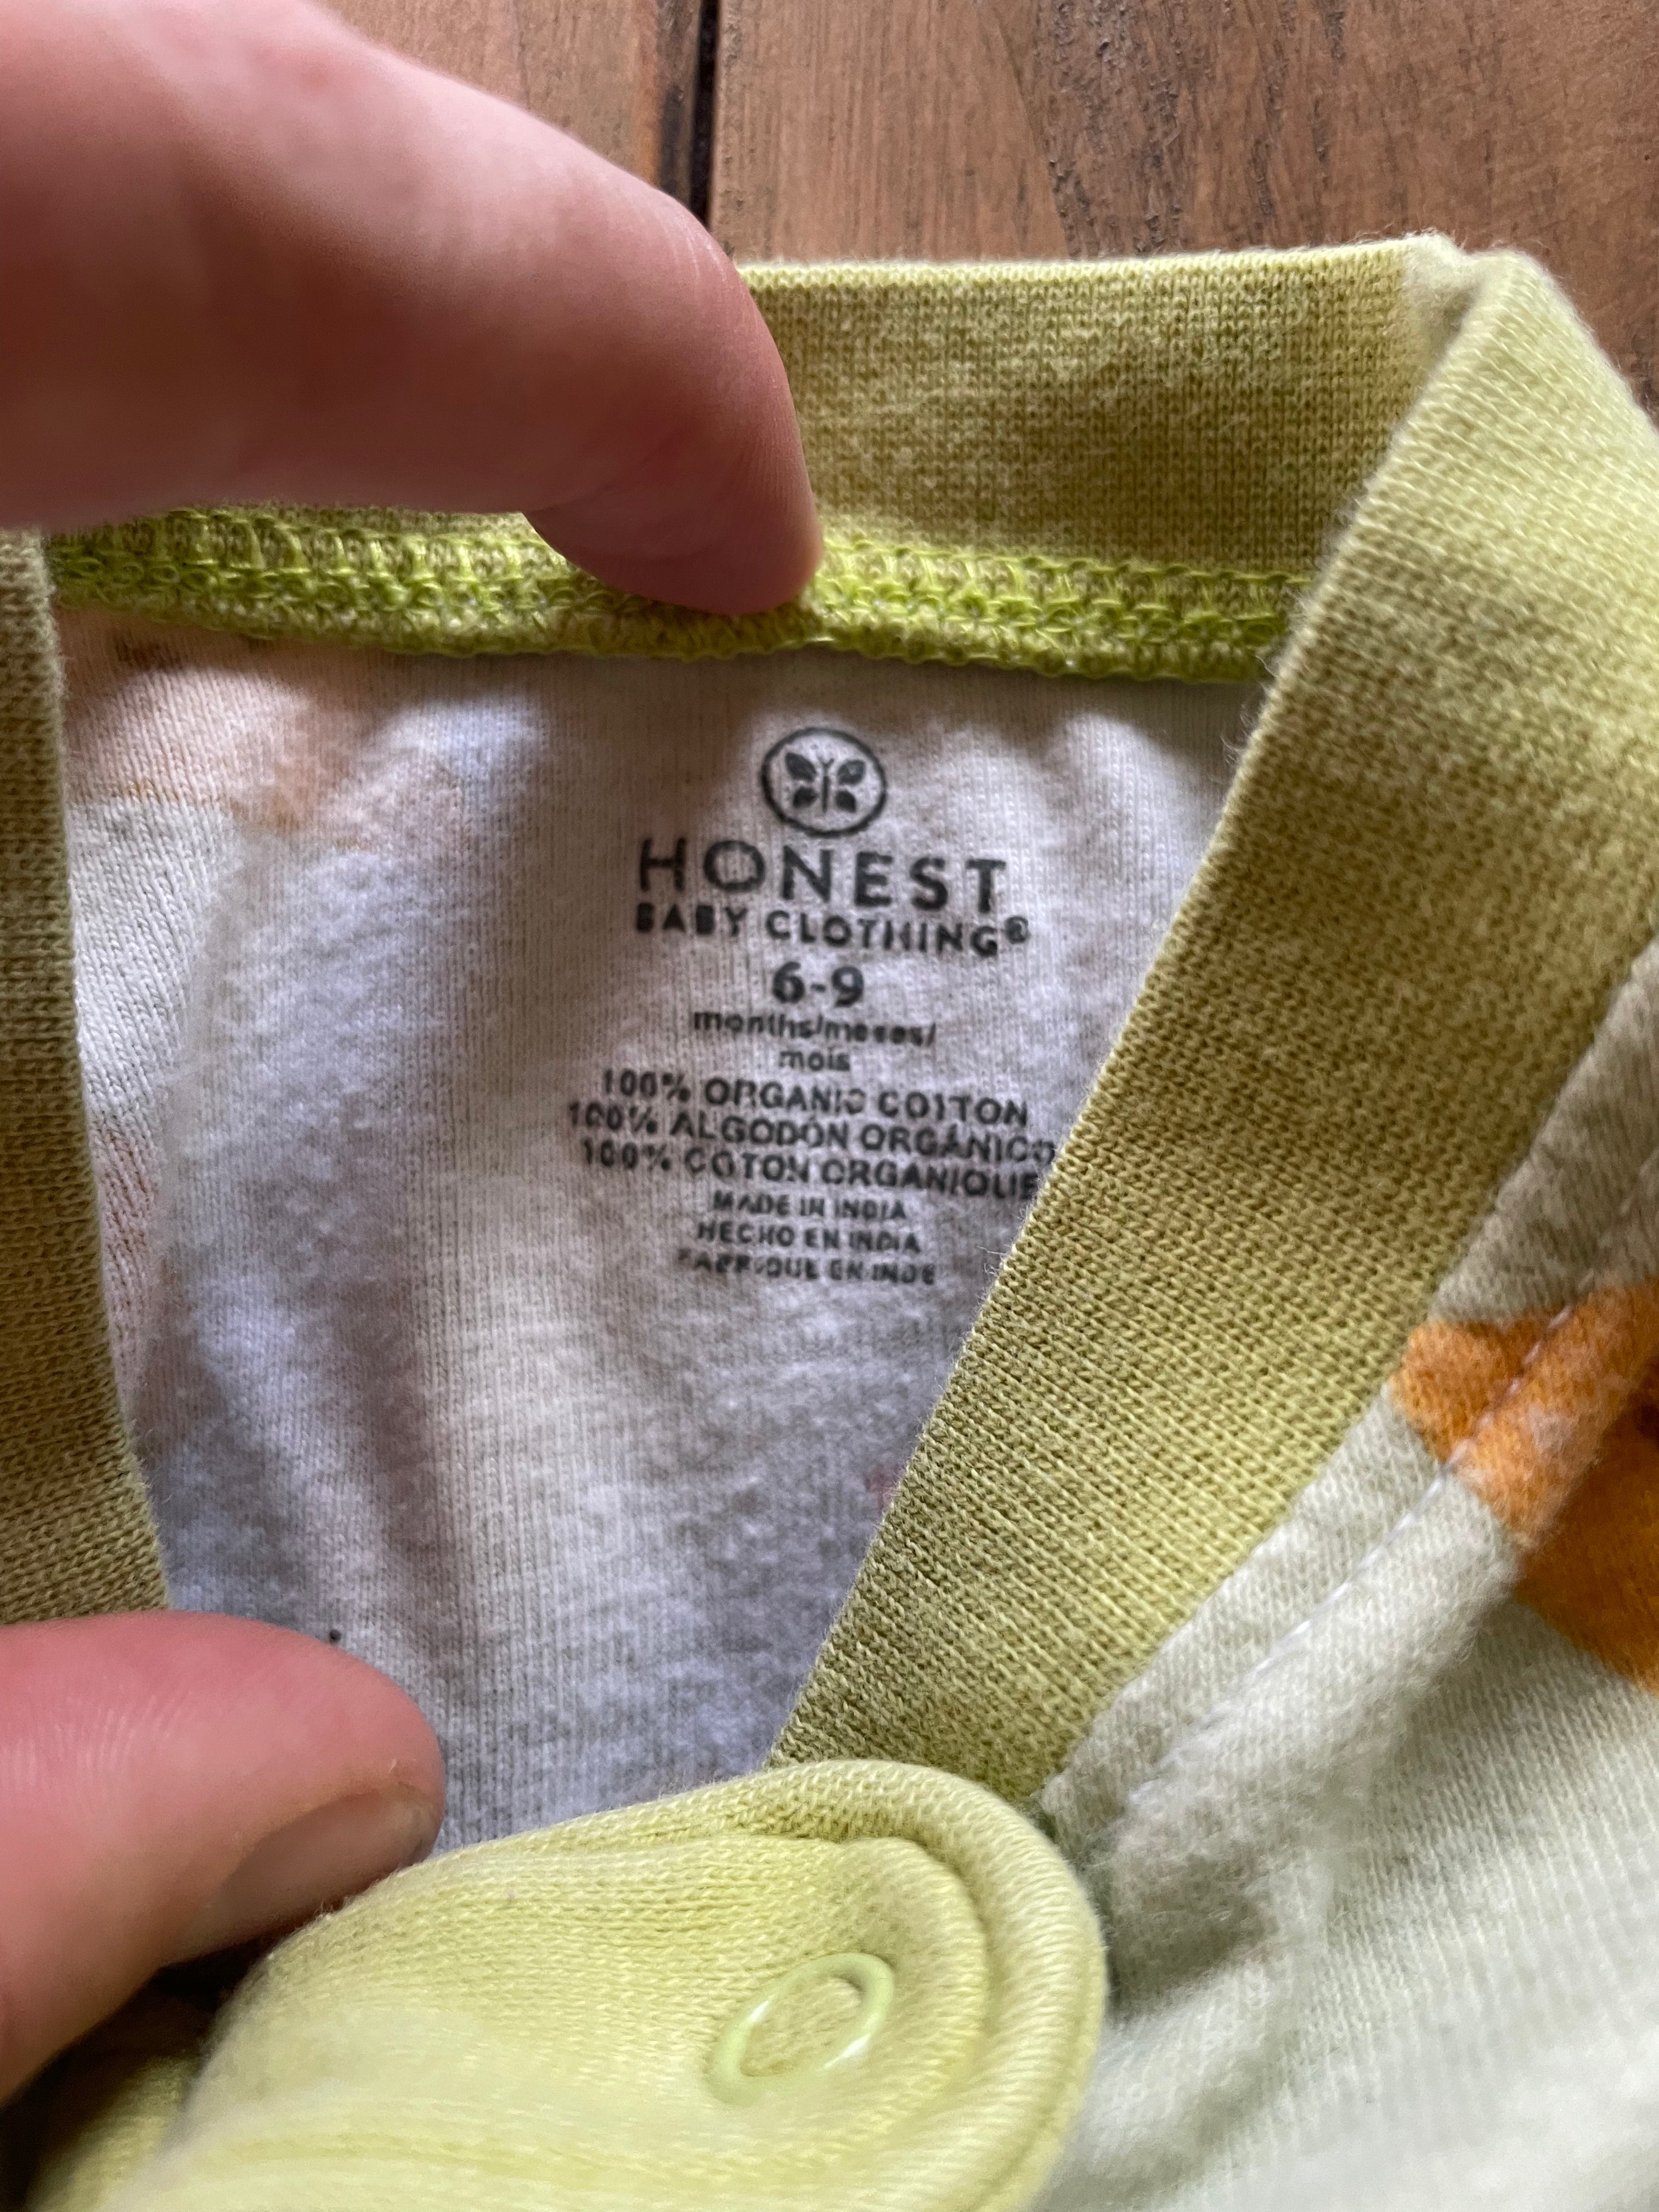 HONEST
BABY CLOTHING®
6-9
months/meses/
mois
100% ORGANIC COTTON
100% ALGODÓN ORGÁNICO
100% COTON ORGANIQUE
MADE IN INDIA
HECHO EN INDIA
FABRIQUE EN INDE